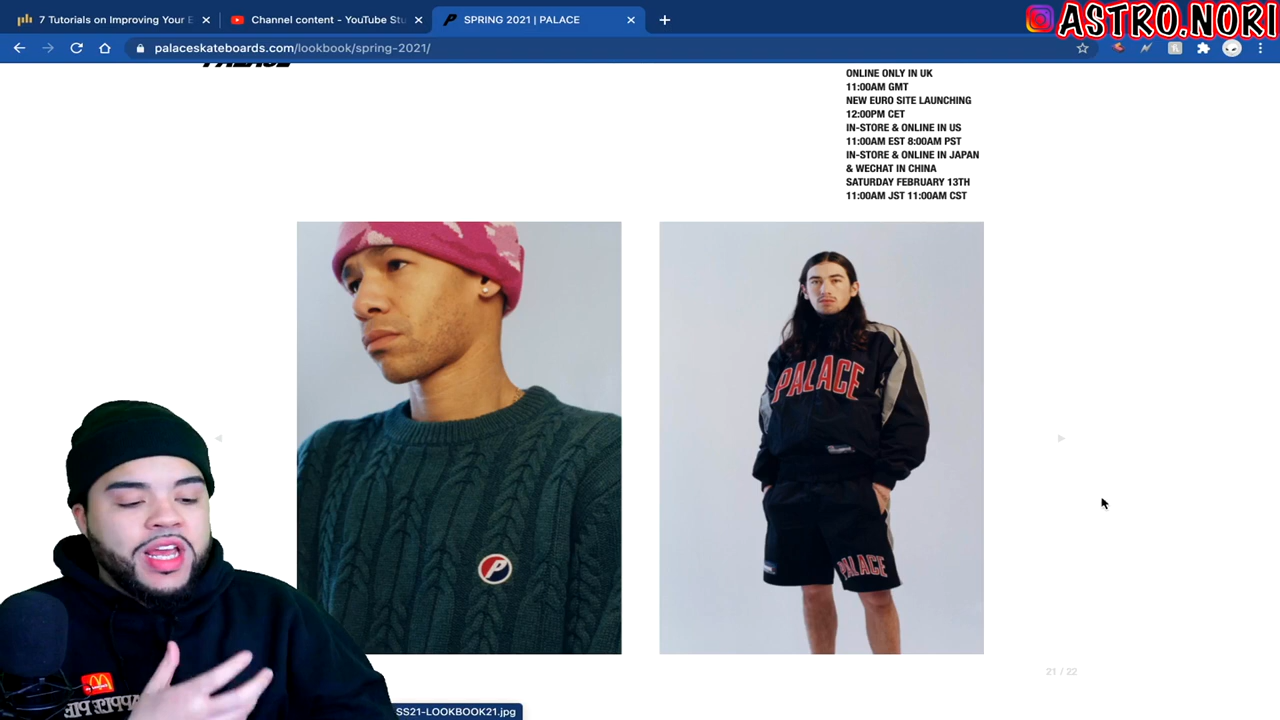 7 Tutorials on Improving Your E
Channel content - YouTube Stu
SPRING 2021 | PALACE
ASTRO.NORI
palaceskateboards.com/lookbook/spring-2021/
PALACE
ONLINE ONLY IN UK
11:00AM GMT
NEW EURO SITE LAUNCHING
12:00PM CET
IN-STORE & ONLINE IN US
11:00AM EST 8:00AM PST
IN-STORE & ONLINE IN JAPAN
& WECHAT IN CHINA
SATURDAY FEBRUARY 13TH
11:00AM JST 11:00AM CST
PALACE
P
PALACE
21 / 22
APPLE PIE
SS21-LOOKBOOK21.jpg